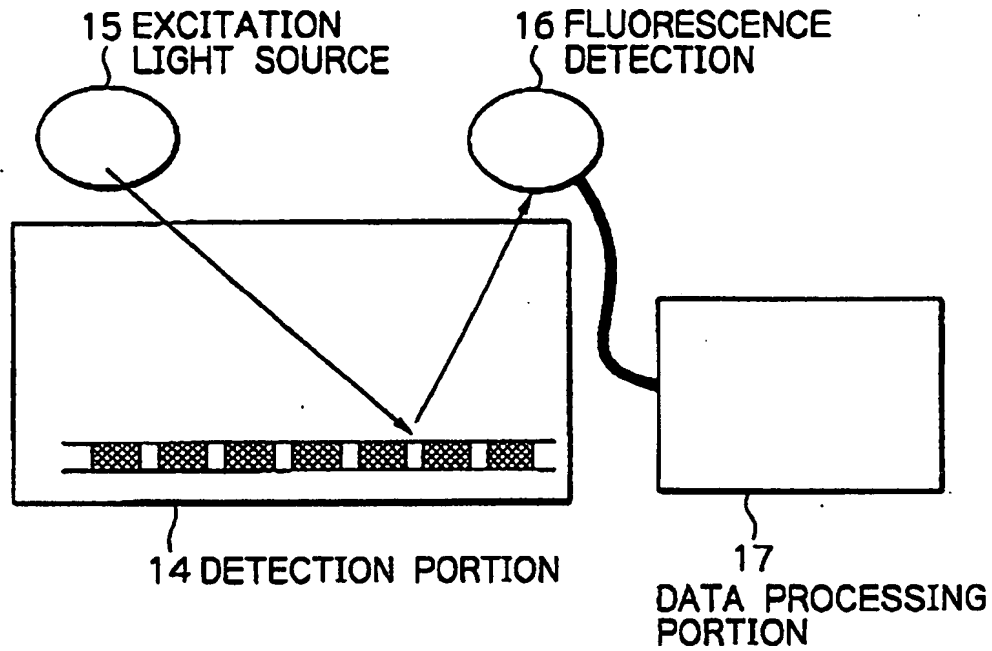 15 EXCITATION
LIGHT SOURCE
16 FLUORESCENCE
DETECTION
14 DETECTION PORTION
17
DATA PROCESSING
PORTION